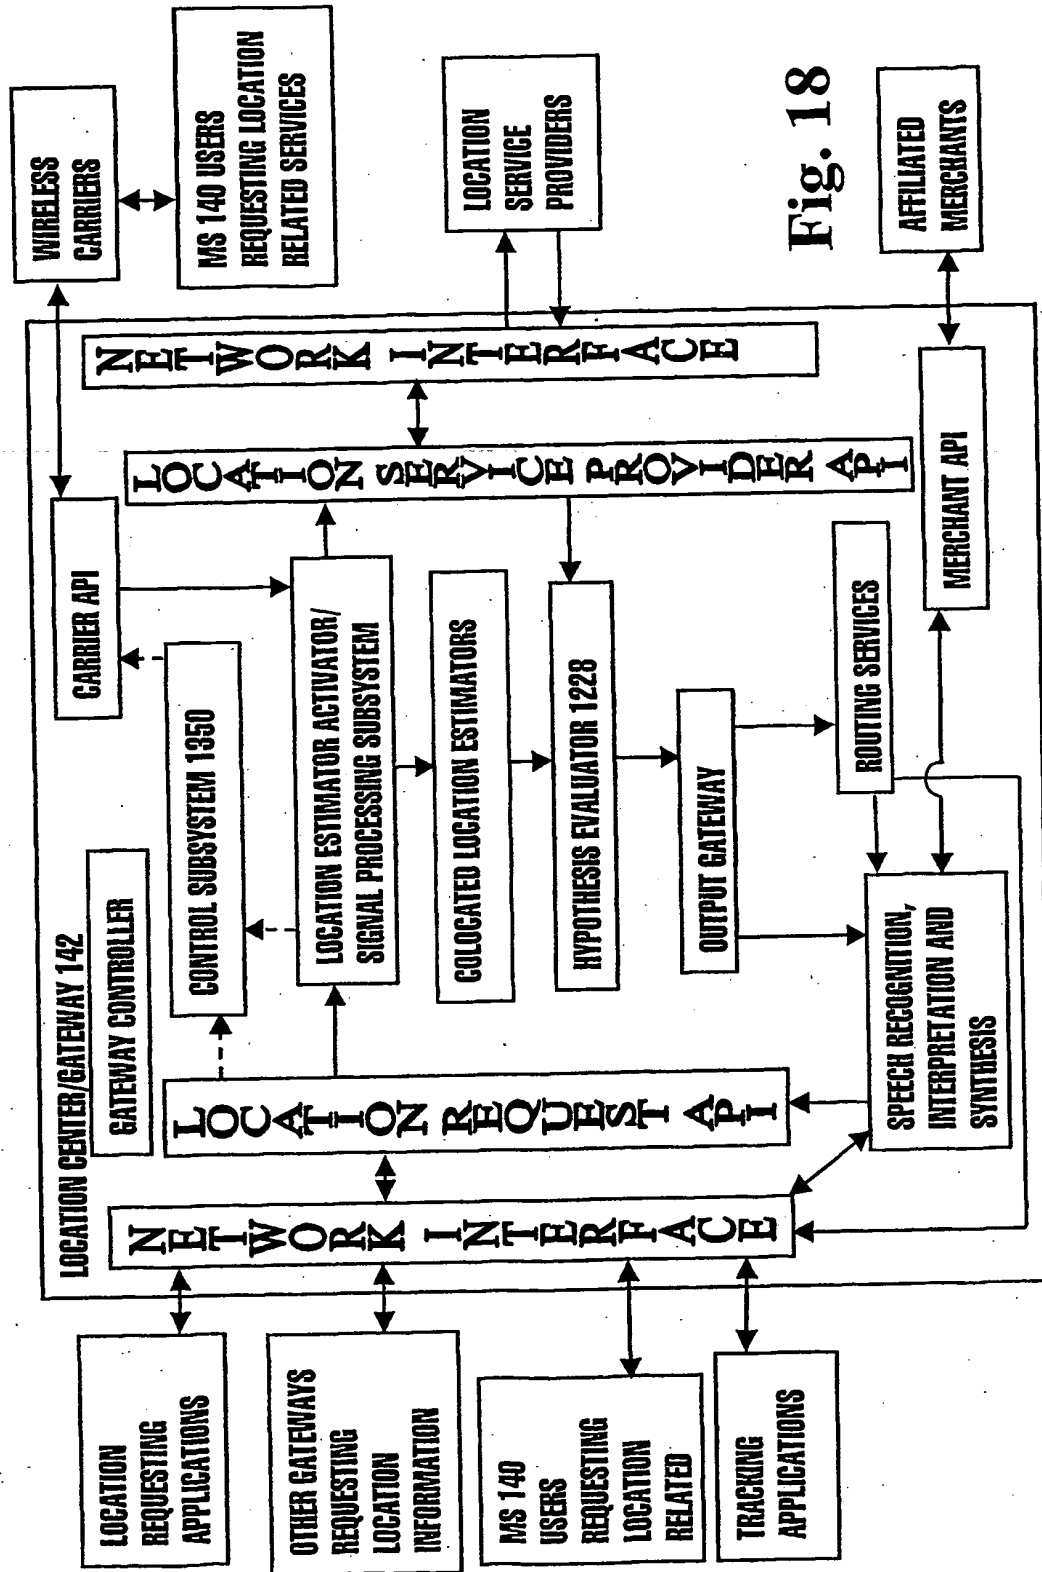 WIRELESS
CARRIERS
MS 140 USERS
REQUESTING LOCATION
RELATED SERVICES
LOCATION
SERVICE
PROVIDERS
Fig. 18
AFFILIATED
MERCHANTS
NETWORK INTERFACE
LOCATION SERVICE PROVIDER API
CARRIER API
MERCHANT API
LOCATION CENTER/GATEWAY 142
GATEWAY CONTROLLER
CONTROL SUBSYSTEM 1350
LOCATION ESTIMATOR ACTIVATOR/
SIGNAL PROCESSING SUBSYSTEM
COLOCATED LOCATION ESTIMATORS
HYPOTHESIS EVALUATOR 1228
OUTPUT GATEWAY
ROUTING SERVICES
SPEECH RECOGNITION,
INTERPRETATION AND
SYNTHESIS
LOCATION REQUEST API
NETWORK INTERFACE
LOCATION
REQUESTING
APPLICATIONS
OTHER GATEWAYS
REQUESTING
LOCATION
INFORMATION
MS 140
USERS
REQUESTING
LOCATION
RELATED
TRACKING
APPLICATIONS